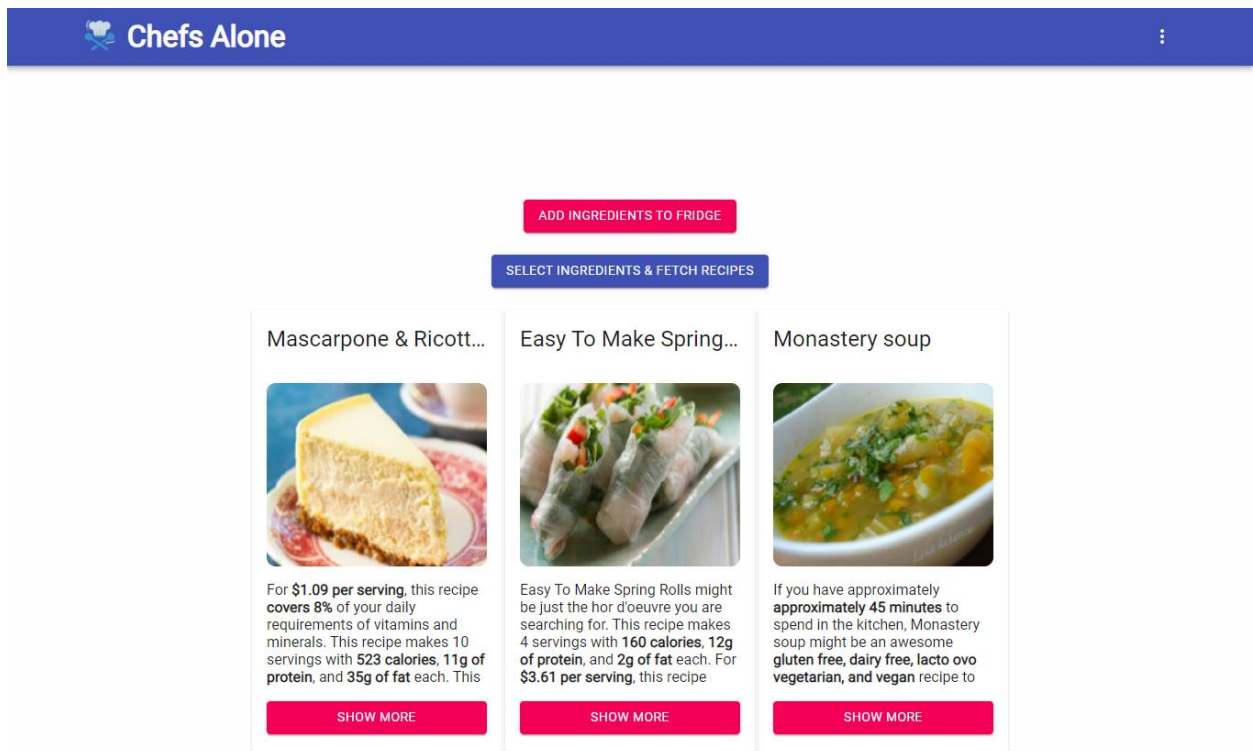 Chefs Alone
ADD INGREDIENTS TO FRIDGE
SELECT INGREDIENTS & FETCH RECIPES
Mascarpone & Ricott...
For $1.09 per serving, this recipe
covers 8% of your daily
requirements of vitamins and
minerals. This recipe makes 10
servings with 523 calories, 11g of
protein, and 35g of fat each. This
SHOW MORE
Easy To Make Spring...
Easy To Make Spring Rolls might
be just the hor d'oeuvre you are
searching for. This recipe makes
4 servings with 160 calories, 12g
of protein, and 2g of fat each. For
$3.61 per serving, this recipe
SHOW MORE
Monastery soup
If you have approximately
approximately 45 minutes to
spend in the kitchen, Monastery
soup might be an awesome
gluten free, dairy free, lacto ovo
vegetarian, and vegan recipe to
SHOW MORE